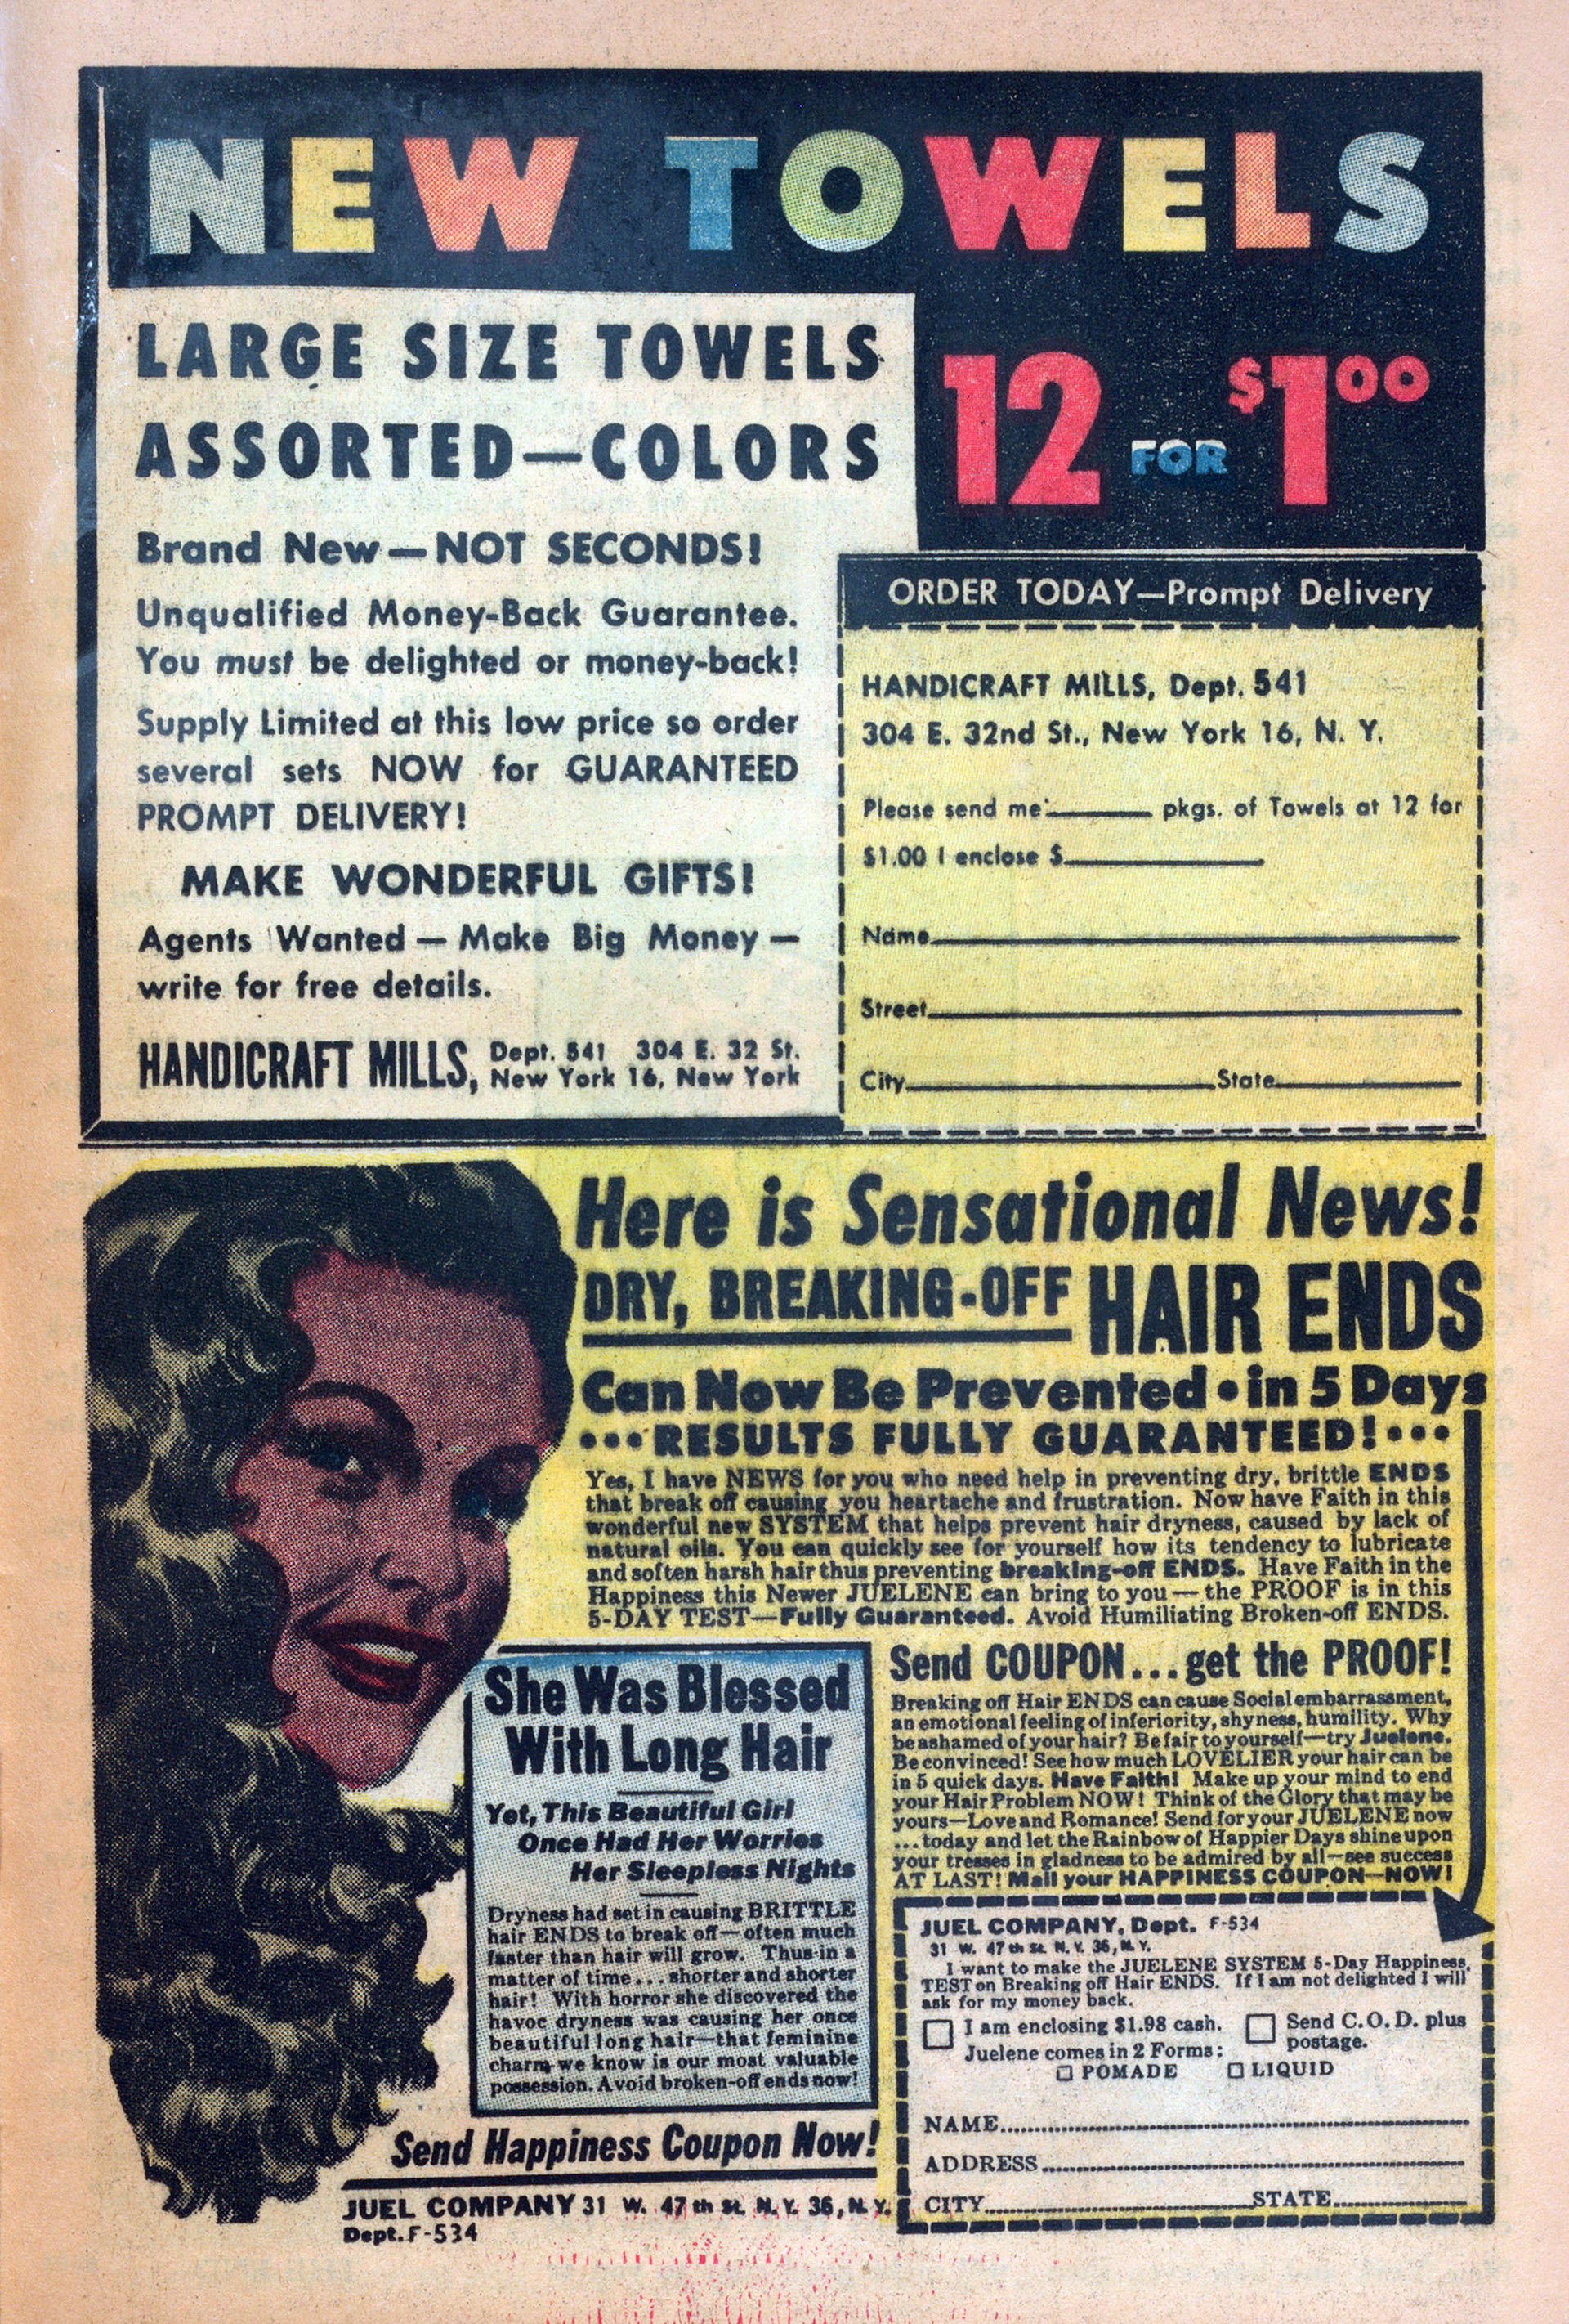 NEW TOWELS
LARGE SIZE TOWELS
ASSORTED—COLORS
12 FOR $1.00
Brand New—NOT SECONDS!
Unqualified Money-Back Guarantee.
You must be delighted or money-back!
Supply Limited at this low price so order
several sets NOW for GUARANTEED
PROMPT DELIVERY!
MAKE WONDERFUL GIFTS!
Agents Wanted — Make Big Money —
write for free details.
HANDICRAFT MILLS, Dept. 541 304 E. 32 St.
New York 16, New York
ORDER TODAY—Prompt Delivery
HANDICRAFT MILLS, Dept. 541
304 E. 32nd St., New York 16, N. Y.
Please send me ______ pkgs. of Towels at 12 for
$1.00 I enclose $______
Name______
Street______
City______State______
Here is Sensational News!
DRY, BREAKING-OFF HAIR ENDS
Can Now Be Prevented • in 5 Days
•••RESULTS FULLY GUARANTEED!•••
Yes, I have NEWS for you who need help in preventing dry, brittle ENDS
that break off causing you heartache and frustration. Now have Faith in this
wonderful new SYSTEM that helps prevent hair dryness, caused by lack of
natural oils. You can quickly see for yourself how its tendency to lubricate
and soften harsh hair thus preventing breaking-off ENDS. Have Faith in the
Happiness this Newer JUELENE can bring to you — the PROOF is in this
5-DAY TEST—Fully Guaranteed. Avoid Humiliating Broken-off ENDS.
She Was Blessed
With Long Hair
Yet, This Beautiful Girl
Once Had Her Worries
Her Sleepless Nights
Dryness had set in causing BRITTLE
hair ENDS to break off—often much
faster than hair will grow. Thus in a
matter of time...shorter and shorter
hair! With horror she discovered the
havoc dryness was causing her once
beautiful long hair—that feminine
charm we know is our most valuable
possession. Avoid broken-off ends now!
Send Happiness Coupon Now!
JUEL COMPANY 31 W. 47th St. N.Y. 36, N.Y.
Dept. F-534
Send COUPON...get the PROOF!
Breaking off Hair ENDS can cause Social embarrassment,
an emotional feeling of inferiority, shyness, humility. Why
be ashamed of your hair? Be fair to yourself—try Juelene.
Be convinced! See how much LOVELIER your hair can be
in 5 quick days. Have Faith! Make up your mind to end
your Hair Problem NOW! Think of the Glory that may be
yours—Love and Romance! Send for your JUELENE now
...today and let the Rainbow of Happier Days shine upon
your tresses in gladness to be admired by all—see success
AT LAST! Mail your HAPPINESS COUPON—NOW!
JUEL COMPANY, Dept. F-534
31 W. 47th St. N.Y. 36, N.Y.
I want to make the JUELENE SYSTEM 5-Day Happiness,
TEST on Breaking off Hair ENDS. If I am not delighted I will
ask for my money back.
☐ I am enclosing $1.98 cash. ☐ Send C.O.D. plus
postage.
Juelene comes in 2 Forms:
☐ POMADE ☐ LIQUID
NAME......
ADDRESS......
CITY......STATE......